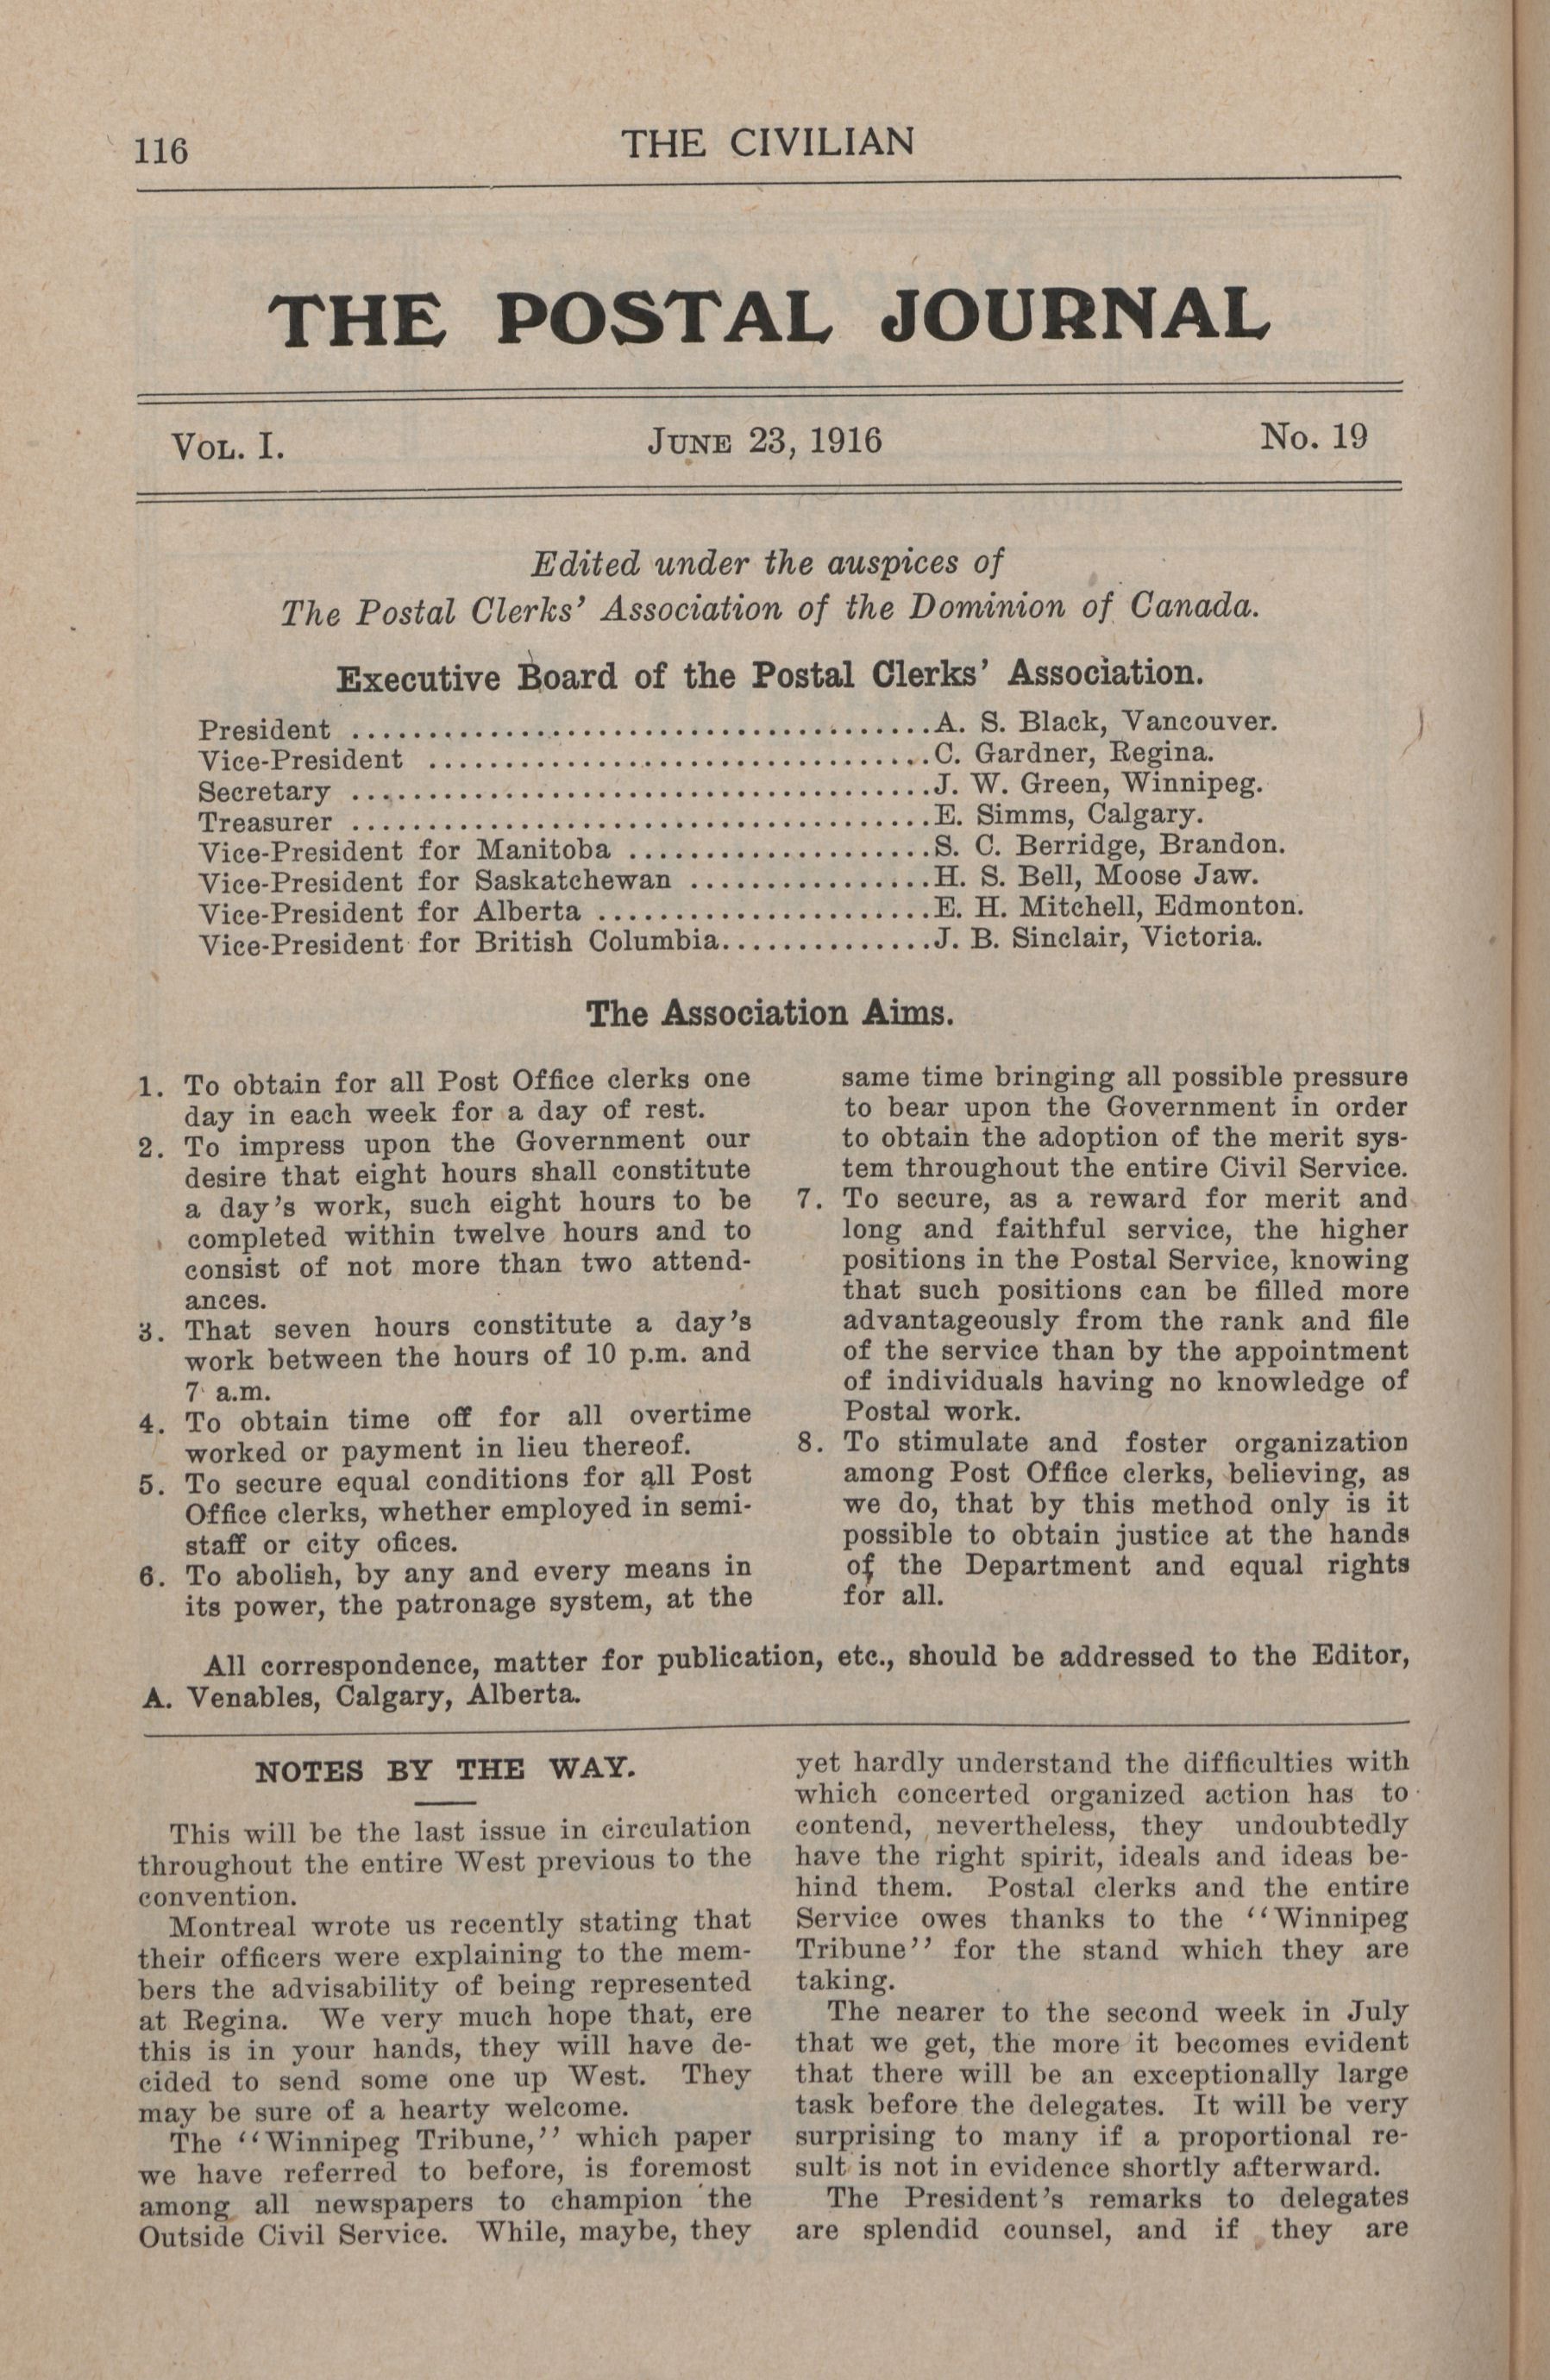 116
THE CIVILIAN
THE POSTAL JOURNAL
VOL. I.
JUNE 23, 1916
No. 19
Edited under the auspices of
The Postal Clerks' Association of the Dominion of Canada.
Executive Board of the Postal Clerks' Association.
President ......................................A. S. Black, Vancouver.
Vice-President .................................C. Gardner, Regina.
Secretary ......................................J. W. Green, Winnipeg.
Treasurer ......................................E. Simms, Calgary.
Vice-President for Manitoba ....................S. C. Berridge, Brandon.
Vice-President for Saskatchewan ................H. S. Bell, Moose Jaw.
Vice-President for Alberta ......................E. H. Mitchell, Edmonton.
Vice-President for British Columbia..............J. B. Sinclair, Victoria.
The Association Aims.
1. To obtain for all Post Office clerks one
day in each week for a day of rest.
2. To impress upon the Government our
desire that eight hours shall constitute
a day's work, such eight hours to be
completed within twelve hours and to
consist of not more than two attend-
ances.
3. That seven hours constitute a day's
work between the hours of 10 p.m. and
7 a.m.
4. To obtain time off for all overtime
worked or payment in lieu thereof.
5. To secure equal conditions for all Post
Office clerks, whether employed in semi-
staff or city ofices.
6. To abolish, by any and every means in
its power, the patronage system, at the
same time bringing all possible pressure
to bear upon the Government in order
to obtain the adoption of the merit sys-
tem throughout the entire Civil Service.
7. To secure, as a reward for merit and
long and faithful service, the higher
positions in the Postal Service, knowing
that such positions can be filled more
advantageously from the rank and file
of the service than by the appointment
of individuals having no knowledge of
Postal work.
8. To stimulate and foster organization
among Post Office clerks, believing, as
we do, that by this method only is it
possible to obtain justice at the hands
of the Department and equal rights
for all.
All correspondence, matter for publication, etc., should be addressed to the Editor,
A. Venables, Calgary, Alberta.
NOTES BY THE WAY.
This will be the last issue in circulation
throughout the entire West previous to the
convention.
Montreal wrote us recently stating that
their officers were explaining to the mem-
bers the advisability of being represented
at Regina. We very much hope that, ere
this is in your hands, they will have de-
cided to send some one up West. They
may be sure of a hearty welcome.
The ''Winnipeg Tribune,'' which paper
we have referred to before, is foremost
among all newspapers to champion the
Outside Civil Service. While, maybe, they
yet hardly understand the difficulties with
which concerted organized action has to
contend, nevertheless, they undoubtedly
have the right spirit, ideals and ideas be-
hind them. Postal clerks and the entire
Service owes thanks to the ''Winnipeg
Tribune'' for the stand which they are
taking.
The nearer to the second week in July
that we get, the more it becomes evident
that there will be an exceptionally large
task before the delegates. It will be very
surprising to many if a proportional re-
sult is not in evidence shortly afterward.
The President's remarks to delegates
are splendid counsel, and if they are